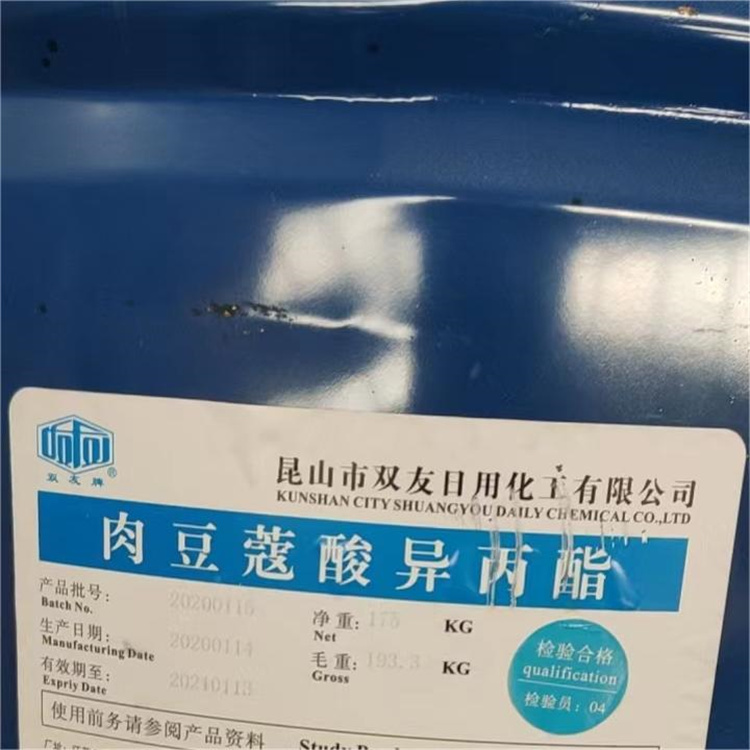 双友牌®
昆山市双友日用化工有限公司
KUNSHAN CITY SHUANGYOU DAILY CHEMICAL CO.,LTD
肉豆蔻酸异丙酯
产品批号: 20200115
Batch No.
净重: 175 KG
Net
生产日期: 20200114
Manufacturing Date
毛重: 193.3 KG
Gross
有效期至: 20240113
Expriy Date
检验合格
qualification
检验员: 04
使用前务请参阅产品资料